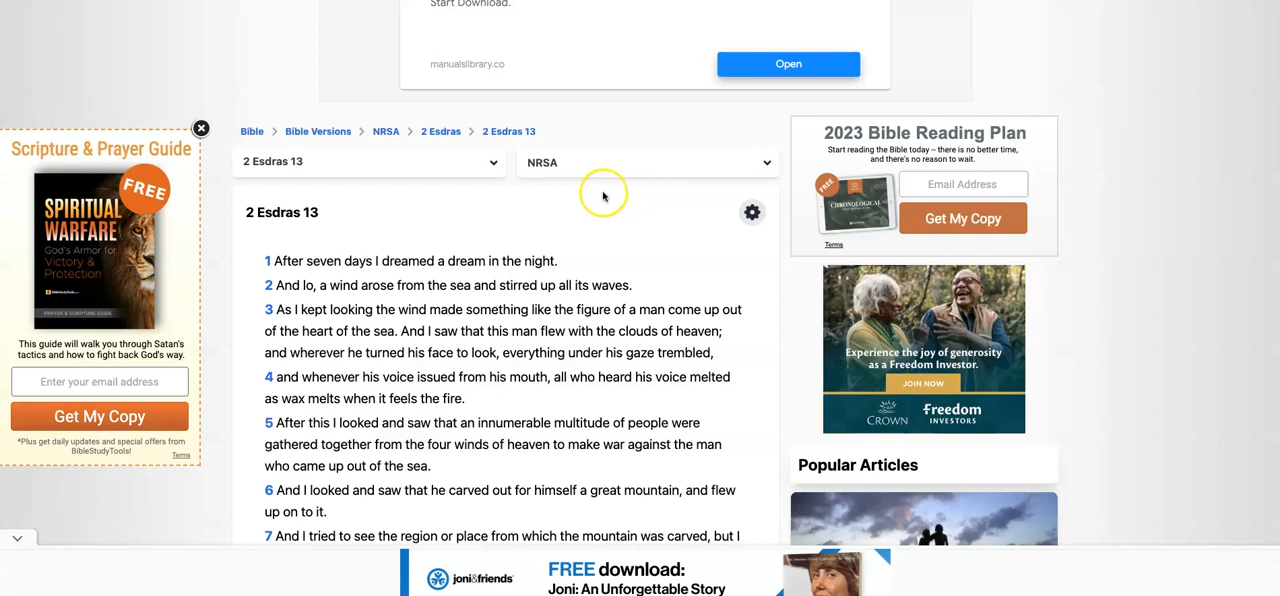 Start Download.
manualslibrary.co
Open
Bible > Bible Versions > NRSA > 2 Esdras > 2 Esdras 13
2 Esdras 13
NRSA
2 Esdras 13
1 After seven days I dreamed a dream in the night.
2 And lo, a wind arose from the sea and stirred up all its waves.
3 As I kept looking the wind made something like the figure of a man come up out
of the heart of the sea. And I saw that this man flew with the clouds of heaven;
and wherever he turned his face to look, everything under his gaze trembled,
4 and whenever his voice issued from his mouth, all who heard his voice melted
as wax melts when it feels the fire.
5 After this I looked and saw that an innumerable multitude of people were
gathered together from the four winds of heaven to make war against the man
who came up out of the sea.
6 And I looked and saw that he carved out for himself a great mountain, and flew
up on to it.
7 And I tried to see the region or place from which the mountain was carved, but I
Scripture & Prayer Guide
FREE
SPIRITUAL
WARFARE
God's Armor for
Victory &
Protection
PRAYER & SCRIPTURE GUIDE
This guide will walk you through Satan's
tactics and how to fight back God's way.
Enter your email address
Get My Copy
*Plus get daily updates and special offers from
BibleStudyTools!
Terms
2023 Bible Reading Plan
Start reading the Bible today – there is no better time,
and there's no reason to wait.
FREE
CHRONOLOGICAL
Email Address
Get My Copy
Terms
Experience the joy of generosity
as a Freedom Investor.
JOIN NOW
CROWN
Freedom
INVESTORS
Popular Articles
joni&friends
FREE download:
Joni: An Unforgettable Story